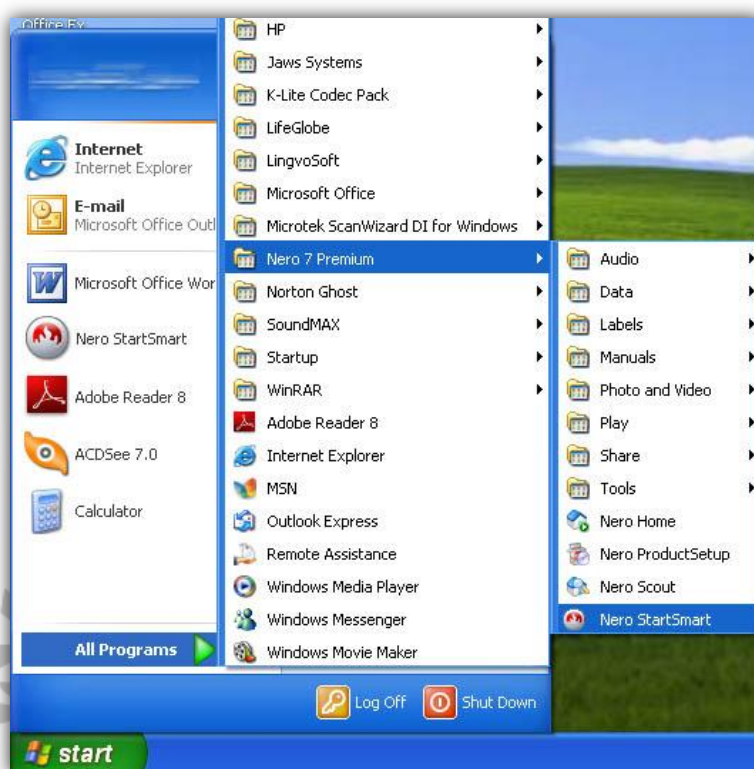 Office Ex
Internet
Internet Explorer
E-mail
Microsoft Office Outl
Microsoft Office Wor
Nero StartSmart
Adobe Reader 8
ACDSee 7.0
Calculator
All Programs
HP
Jaws Systems
K-Lite Codec Pack
LifeGlobe
LingvoSoft
Microsoft Office
Microtek ScanWizard DI for Windows
Nero 7 Premium
Norton Ghost
SoundMAX
Startup
WinRAR
Adobe Reader 8
Internet Explorer
MSN
Outlook Express
Remote Assistance
Windows Media Player
Windows Messenger
Windows Movie Maker
Audio
Data
Labels
Manuals
Photo and Video
Play
Share
Tools
Nero Home
Nero ProductSetup
Nero Scout
Nero StartSmart
Log Off
Shut Down
start